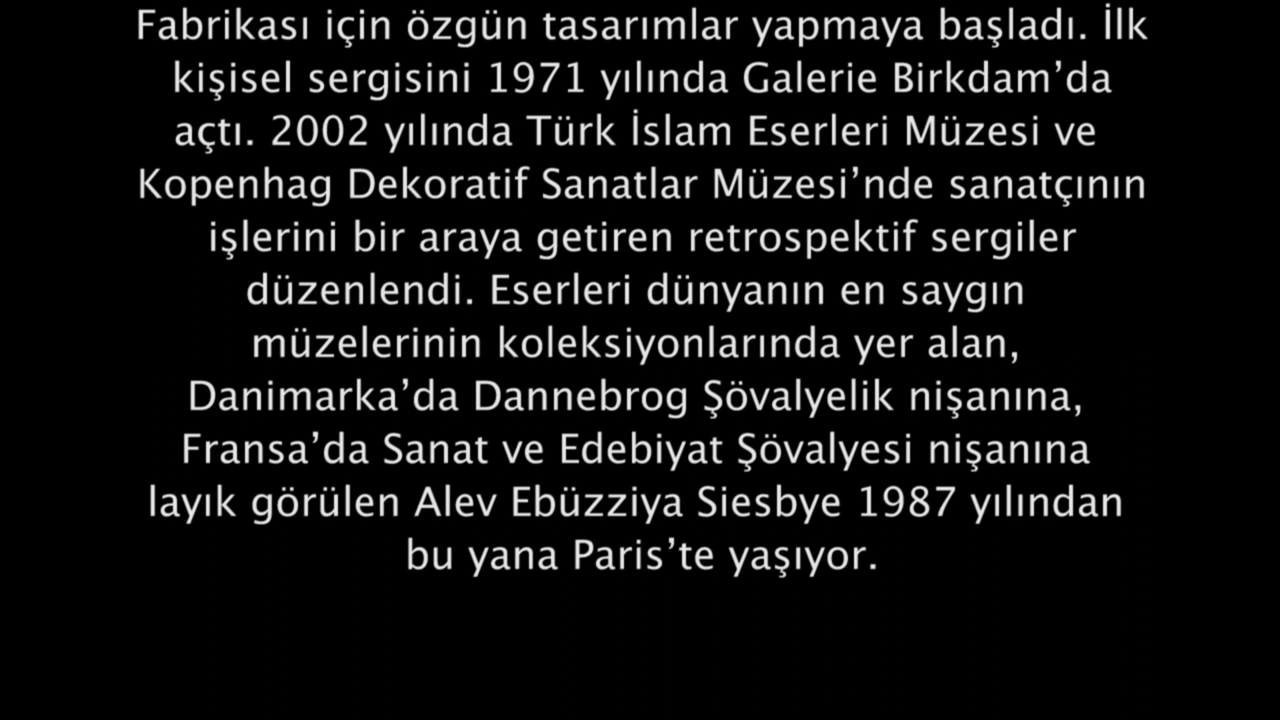 Fabrikası için özgün tasarımlar yapmaya başladı. İlk
kişisel sergisini 1971 yılında Galerie Birkdam’da
açtı. 2002 yılında Türk İslam Eserleri Müzesi ve
Kopenhag Dekoratif Sanatlar Müzesi’nde sanatçının
işlerini bir araya getiren retrospektif sergiler
düzenlendi. Eserleri dünyanın en saygın
müzelerinin koleksiyonlarında yer alan,
Danimarka’da Dannebrog Şövalyelik nişanına,
Fransa’da Sanat ve Edebiyat Şövalyesi nişanına
layık görülen Alev Ebüzziya Siesbye 1987 yılından
bu yana Paris’te yaşıyor.